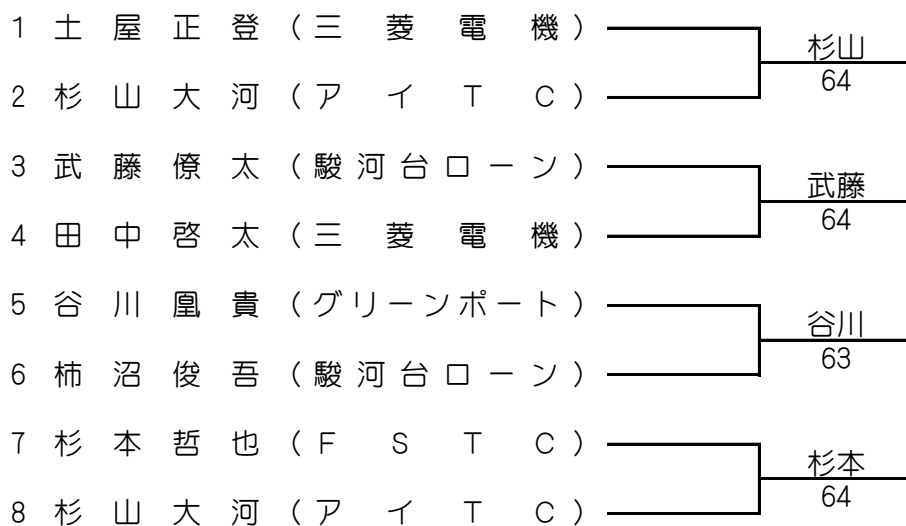 1 土屋正登（三菱電機）
杉山
64
2 杉山大河（アイTC）
3 武藤僚太（駿河台ローン）
武藤
64
4 田中啓太（三菱電機）
5 谷川凰貴（グリーンポート）
谷川
63
6 柿沼俊吾（駿河台ローン）
7 杉本哲也（FSTC）
杉本
64
8 杉山大河（アイTC）